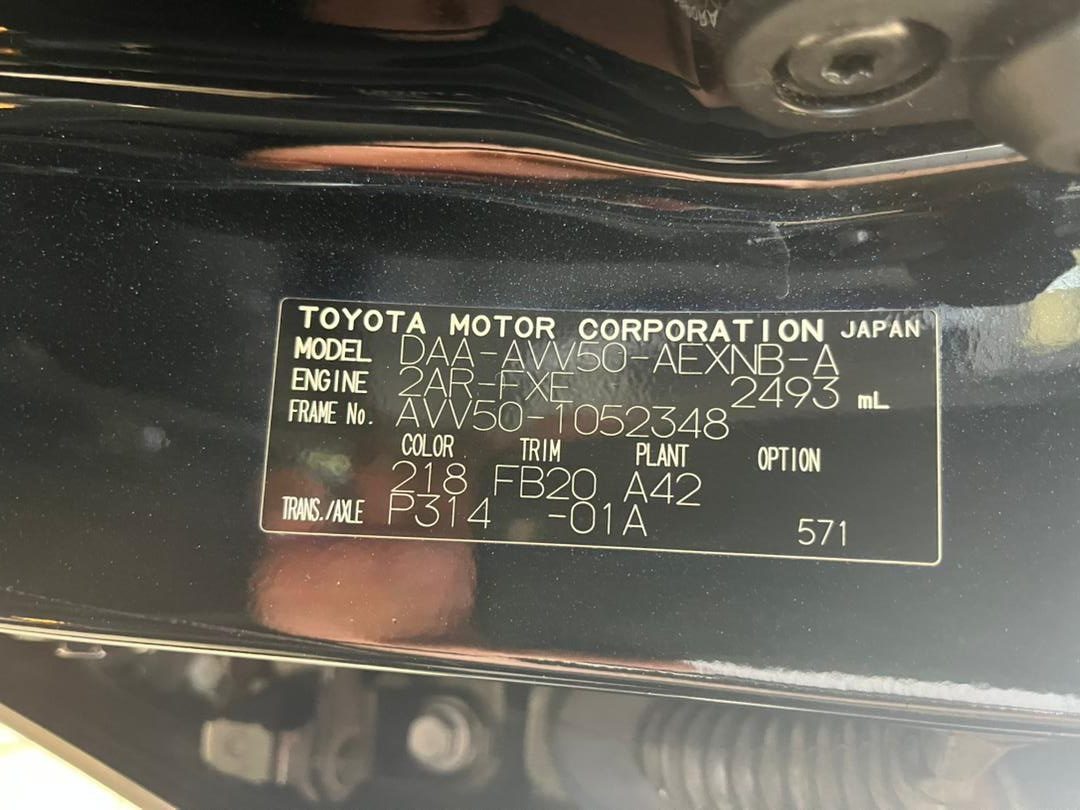 TOYOTA MOTOR CORPORATION JAPAN
MODEL DAA-AVV50-AEXNB-A
ENGINE 2AR-FXE 2493 mL
FRAME No. AVV50-1052348
COLOR TRIM PLANT OPTION
218 FB20 A42
TRANS./AXLE P314 -01A 571